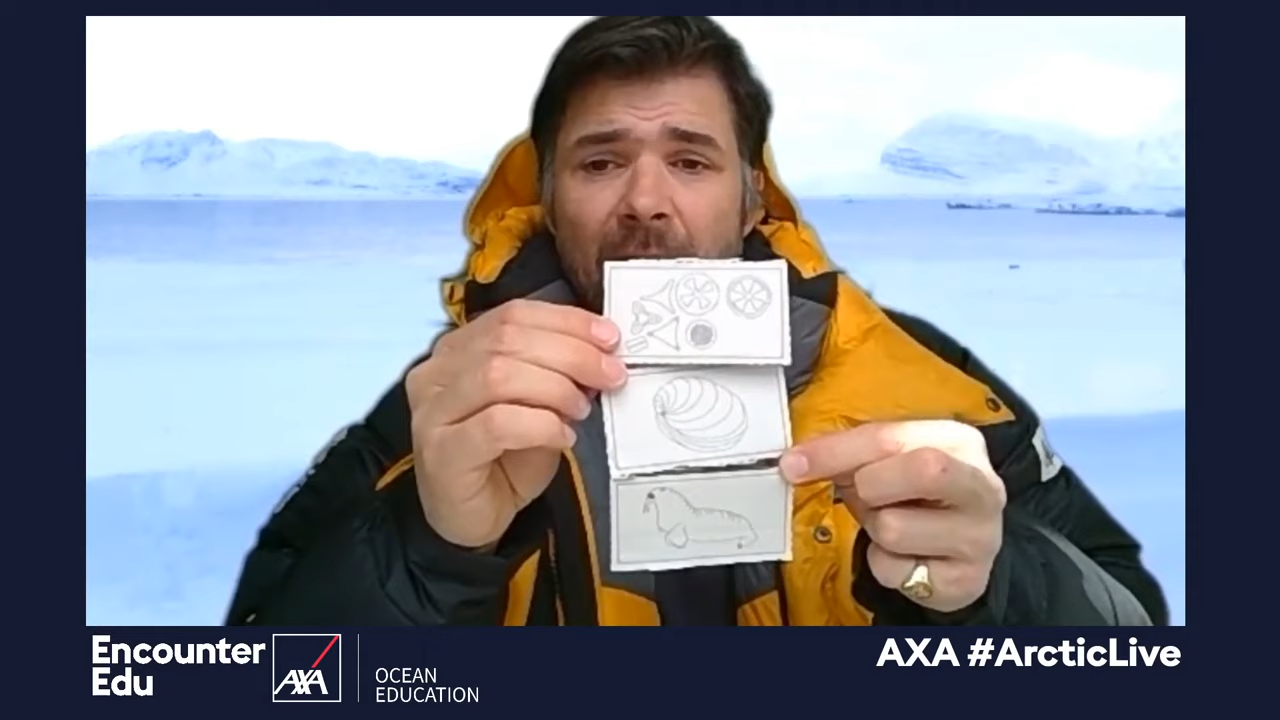 Encounter
Edu
AXA
OCEAN
EDUCATION
AXA #ArcticLive